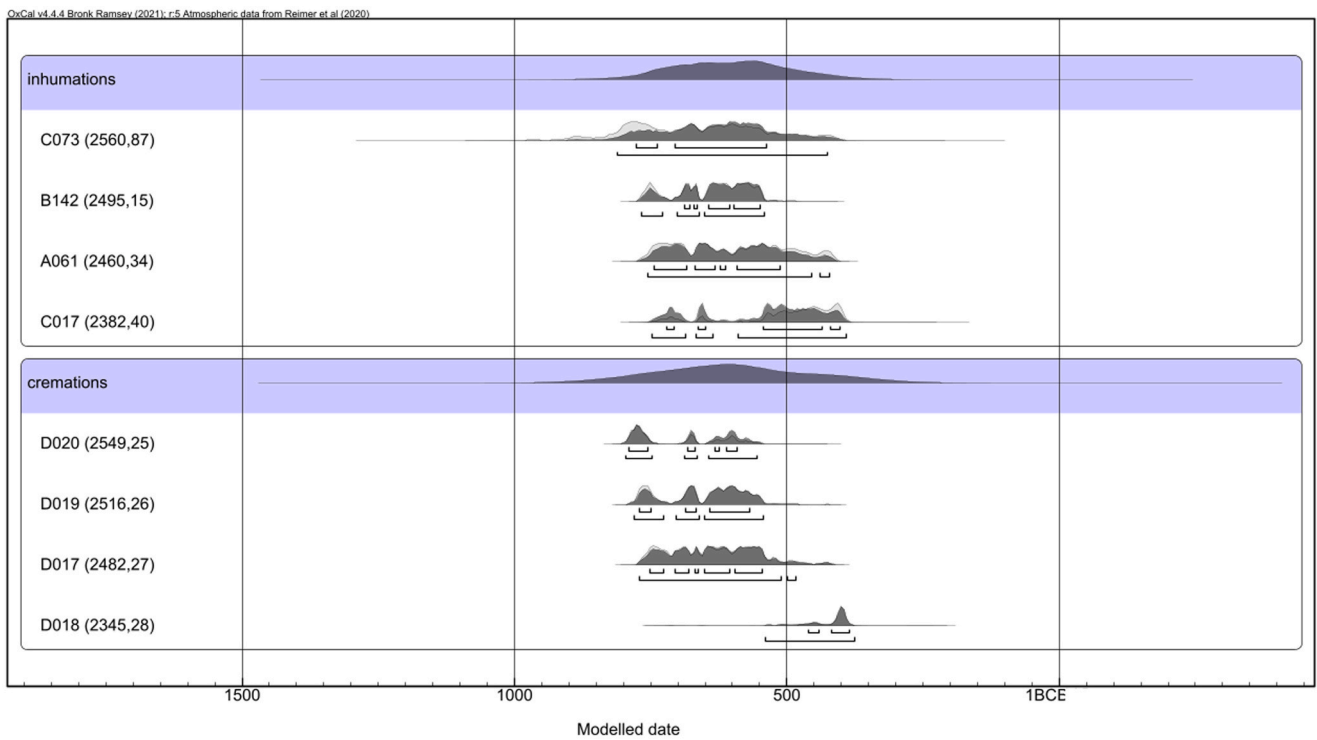 OxCal v4.4.4 Bronk Ramsey (2021); r:5 Atmospheric data from Reimer et al (2020)
inhumations
C073 (2560,87)
B142 (2495,15)
A061 (2460,34)
C017 (2382,40)
cremations
D020 (2549,25)
D019 (2516,26)
D017 (2482,27)
D018 (2345,28)
1500 1000 500 1BCE
Modelled date